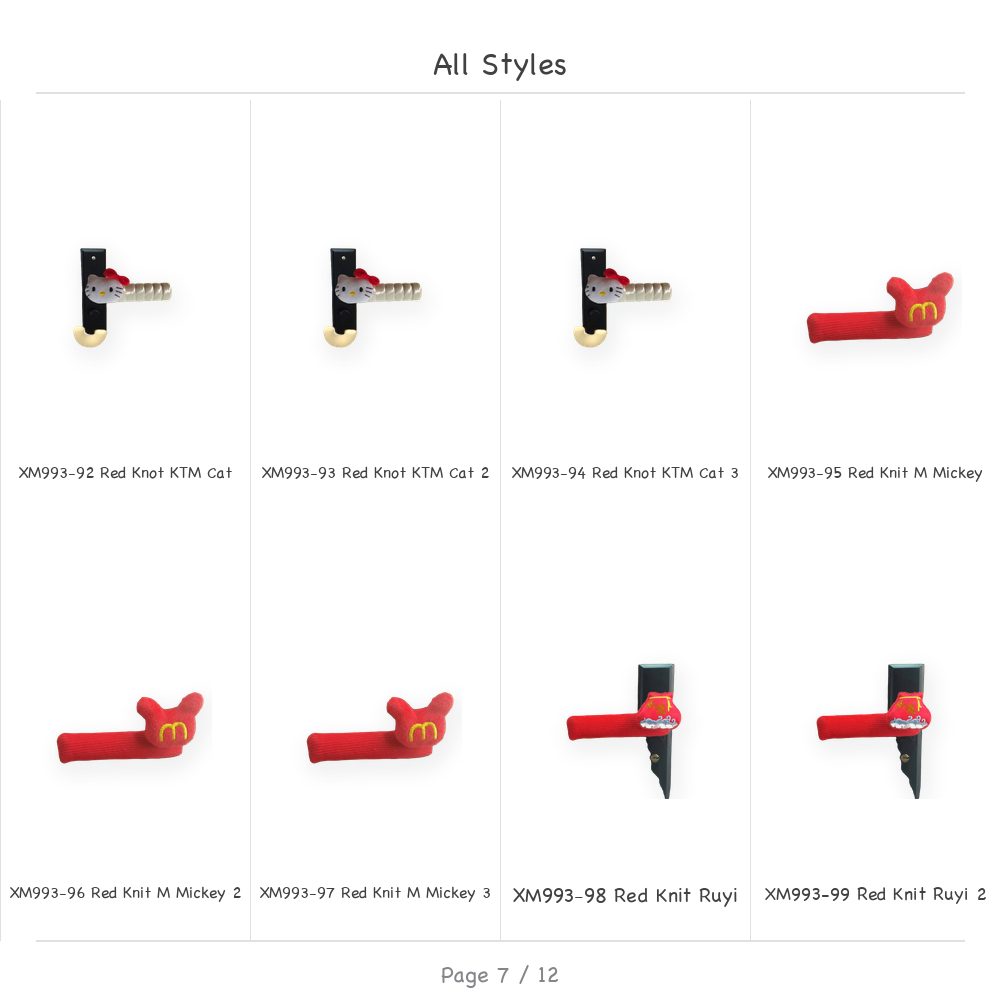 All Styles
XM993-92 Red Knot KTM Cat
XM993-93 Red Knot KTM Cat 2
XM993-94 Red Knot KTM Cat 3
XM993-95 Red Knit M Mickey
XM993-96 Red Knit M Mickey 2
XM993-97 Red Knit M Mickey 3
XM993-98 Red Knit Ruyi
XM993-99 Red Knit Ruyi 2
Page 7 / 12